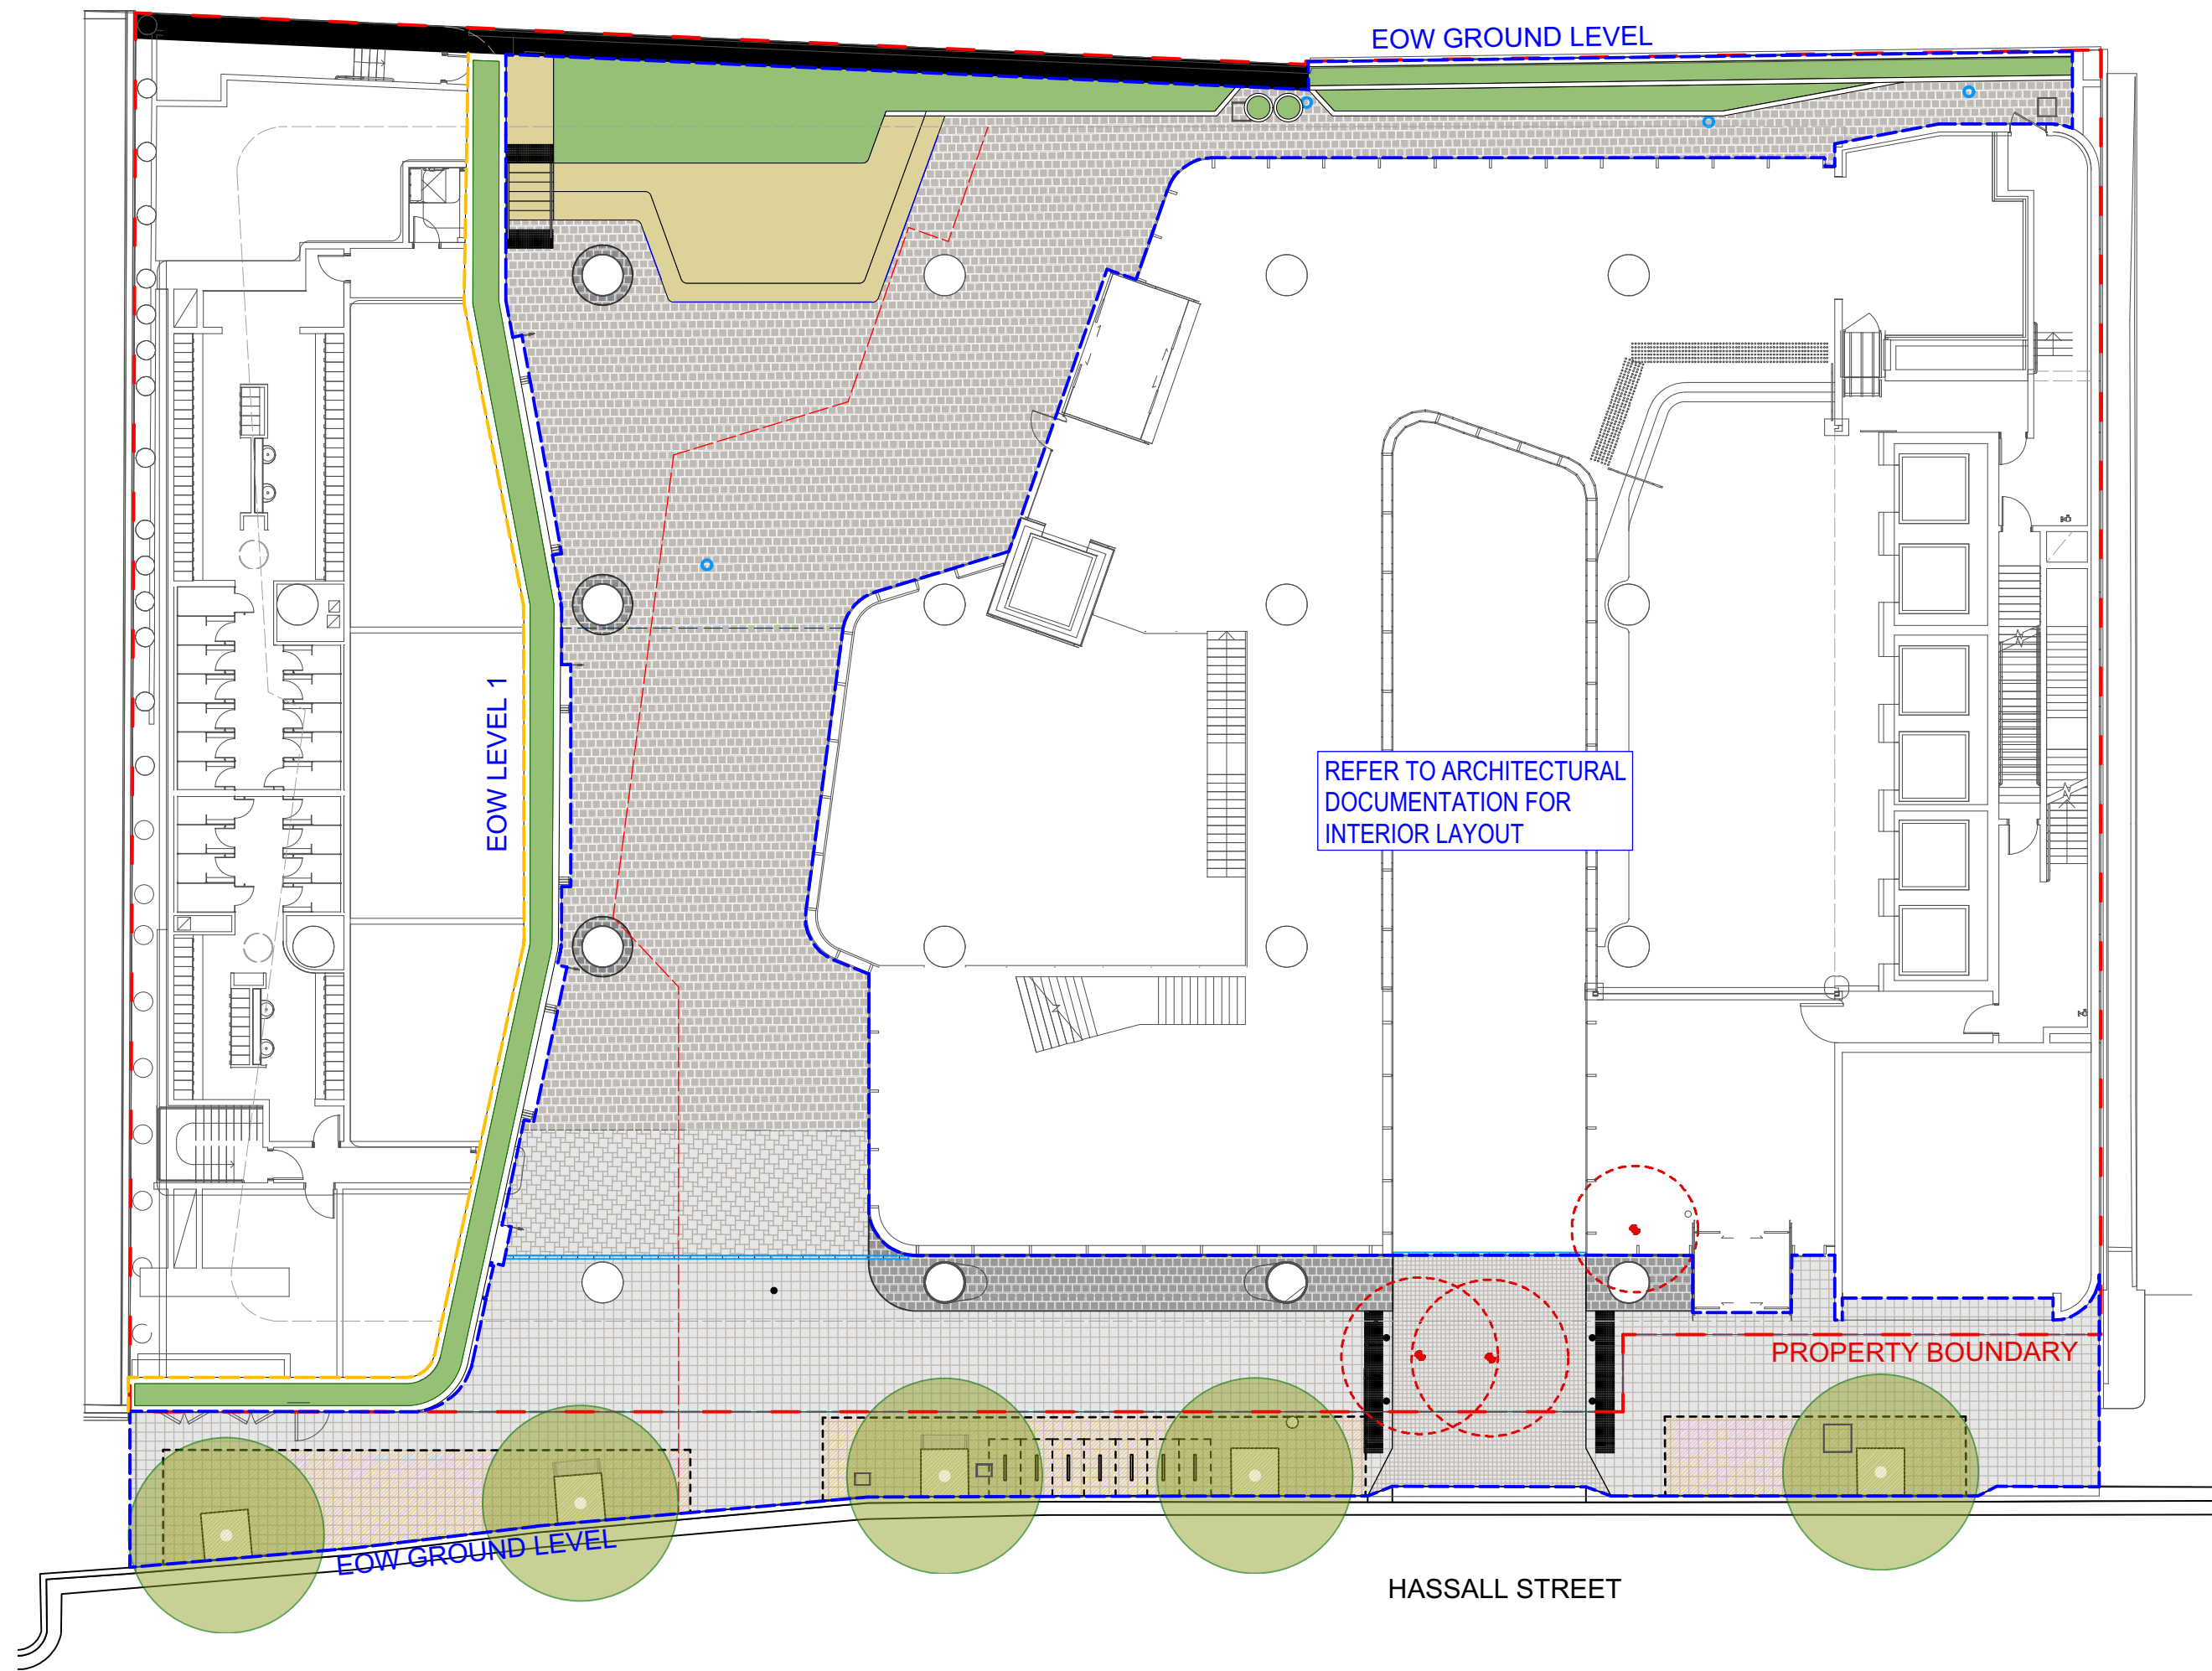 EOW GROUND LEVEL
EOW LEVEL 1
REFER TO ARCHITECTURAL
DOCUMENTATION FOR
INTERIOR LAYOUT
PROPERTY BOUNDARY
EOW GROUND LEVEL
HASSALL STREET